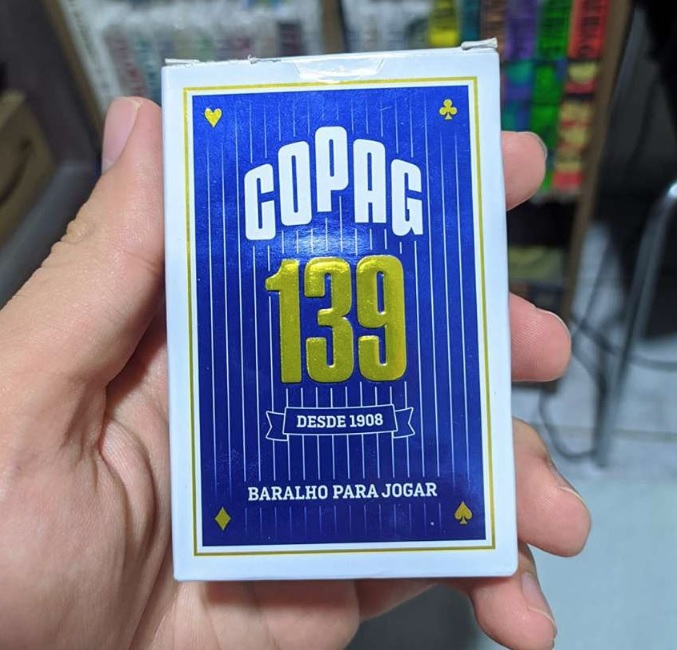 COPAG
139
DESDE 1908
BARALHO PARA JOGAR